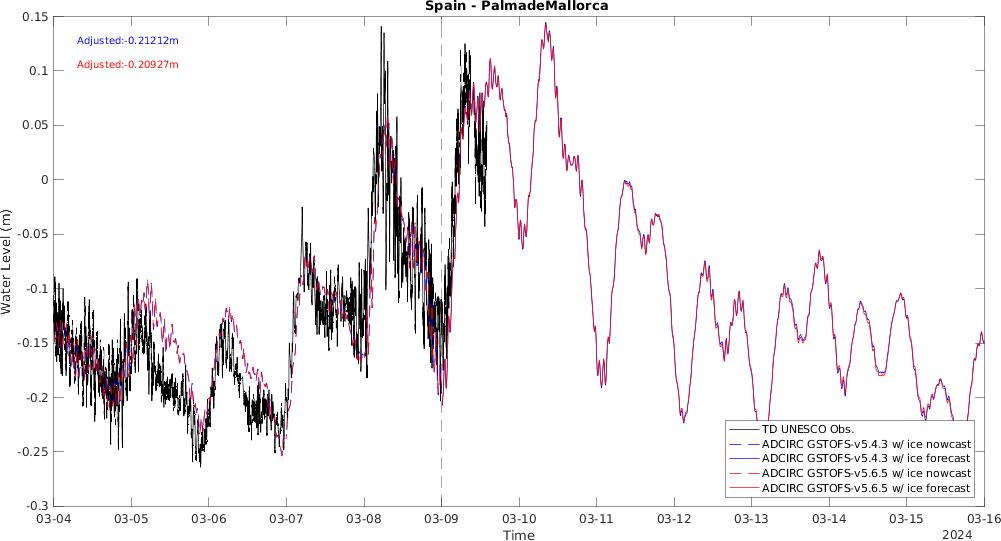 Spain - PalmadeMallorca
Adjusted:-0.21212m
Adjusted:-0.20927m
0.15
0.1
0.05
0
-0.05
-0.1
-0.15
-0.2
-0.25
-0.3
Water Level (m)
TD UNESCO Obs.
ADCIRC GSTOFS-v5.4.3 w/ ice nowcast
ADCIRC GSTOFS-v5.4.3 w/ ice forecast
ADCIRC GSTOFS-v5.6.5 w/ ice nowcast
ADCIRC GSTOFS-v5.6.5 w/ ice forecast
03-04 03-05 03-06 03-07 03-08 03-09 03-10 03-11 03-12 03-13 03-14 03-15 03-16
Time
2024